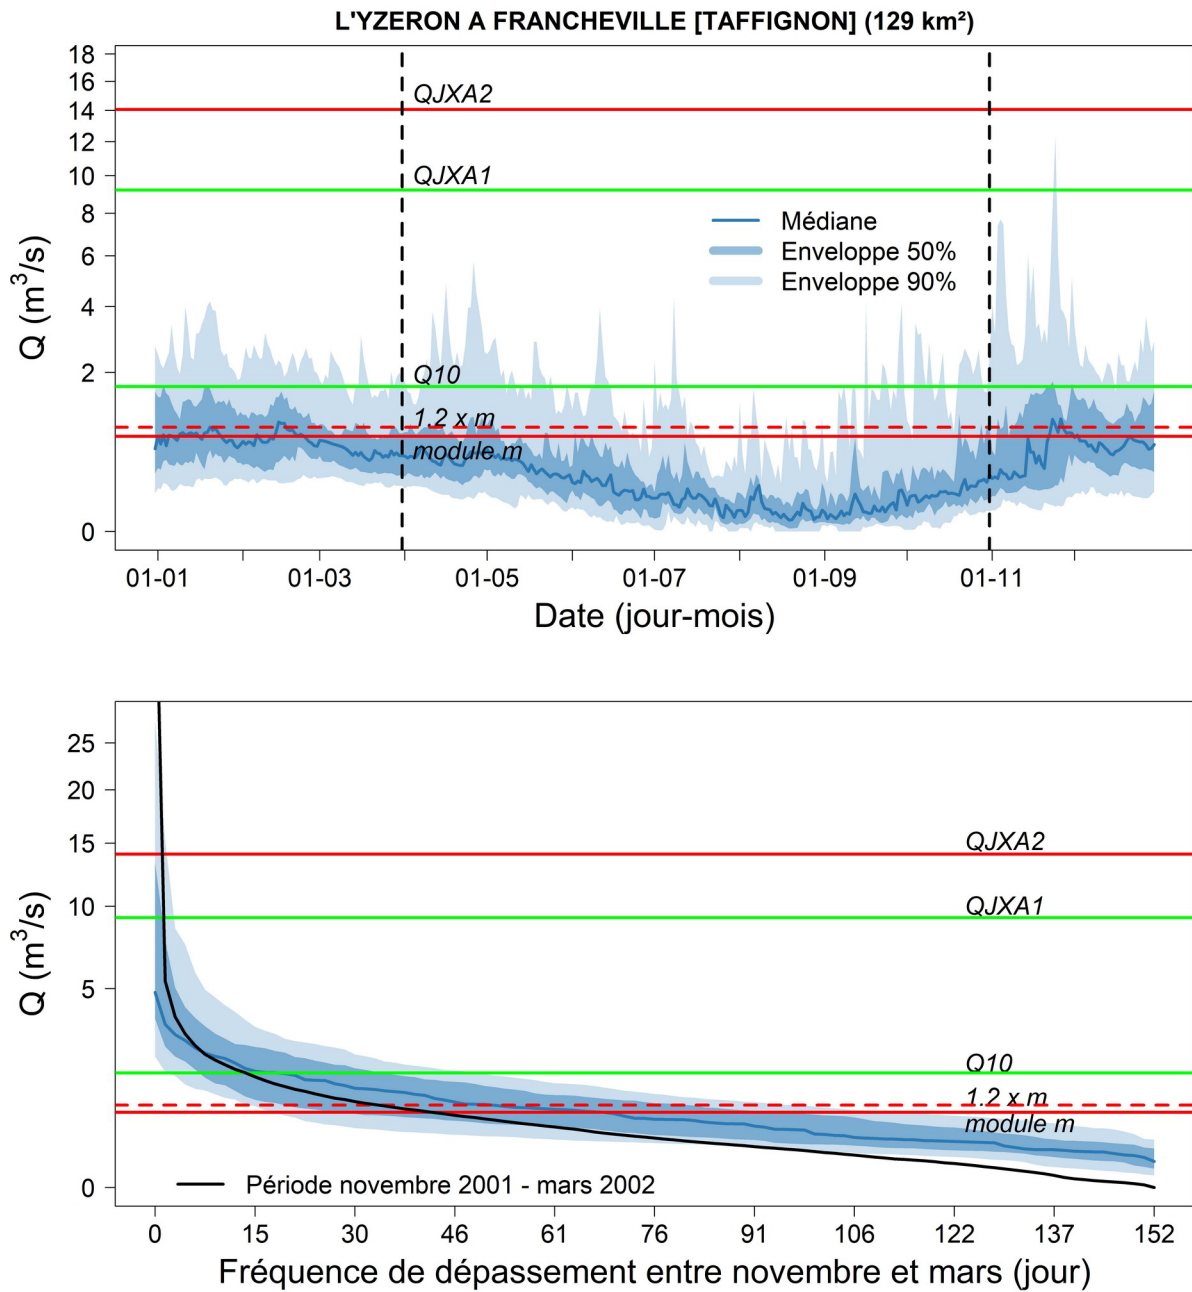 L'YZERON A FRANCHEVILLE [TAFFIGNON] (129 km²)
18
16
14
12
10
8
6
4
2
0
Q (m³/s)
QJXA2
QJXA1
Médiane
Enveloppe 50%
Enveloppe 90%
Q10
1.2 x m
module m
01-01 01-03 01-05 01-07 01-09 01-11
Date (jour-mois)
25
20
15
10
5
0
Q (m³/s)
QJXA2
QJXA1
Q10
1.2 x m
module m
Période novembre 2001 - mars 2002
0 15 30 46 61 76 91 106 122 137 152
Fréquence de dépassement entre novembre et mars (jour)